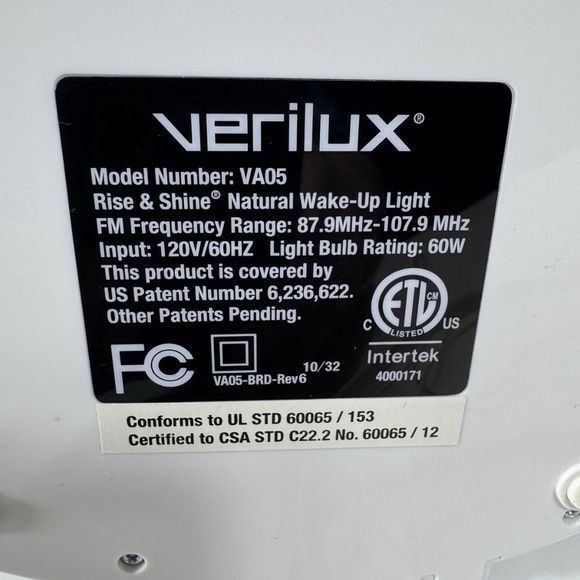 verilux®
Model Number: VA05
Rise & Shine® Natural Wake-Up Light
FM Frequency Range: 87.9MHz-107.9 MHz
Input: 120V/60HZ Light Bulb Rating: 60W
This product is covered by
US Patent Number 6,236,622.
Other Patents Pending.
ETL CM
LISTED
C US
Intertek
4000171
FC
10/32
VA05-BRD-Rev6
Conforms to UL STD 60065 / 153
Certified to CSA STD C22.2 No. 60065 / 12